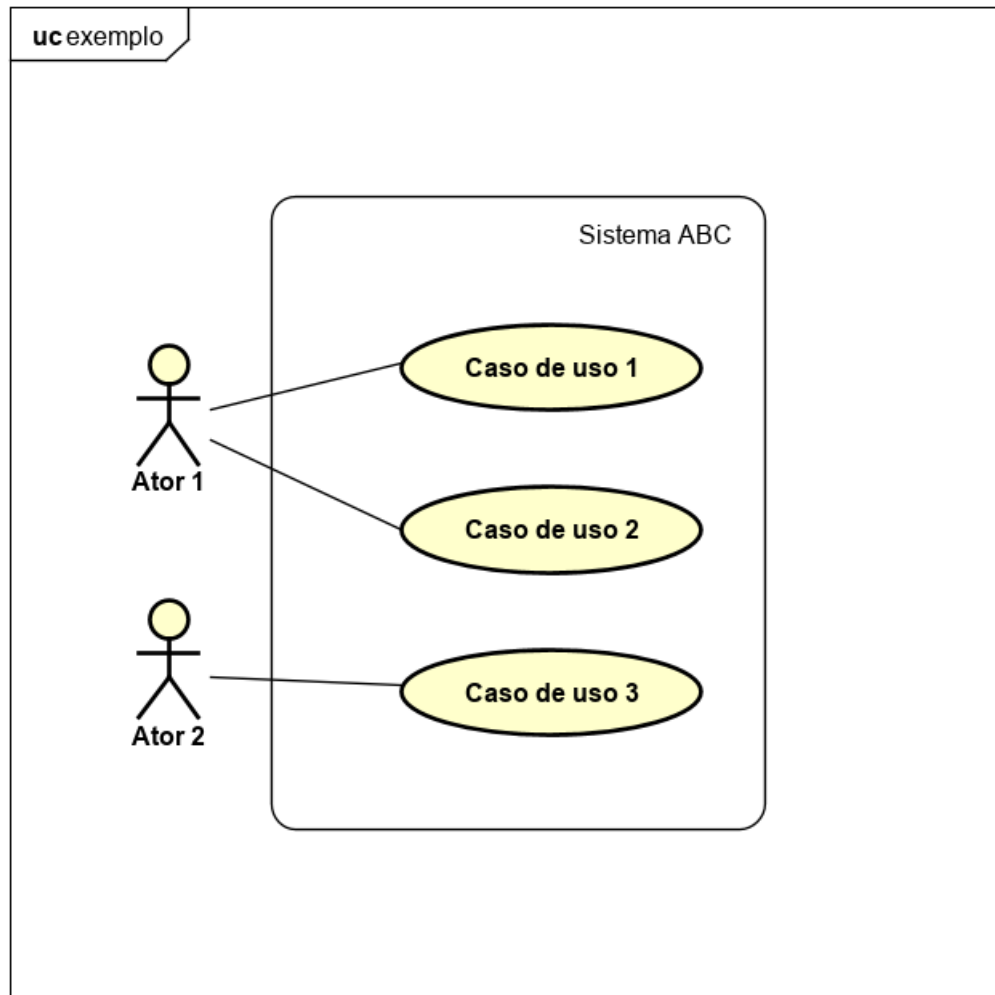 uc exemplo
Sistema ABC
Caso de uso 1
Ator 1
Caso de uso 2
Caso de uso 3
Ator 2